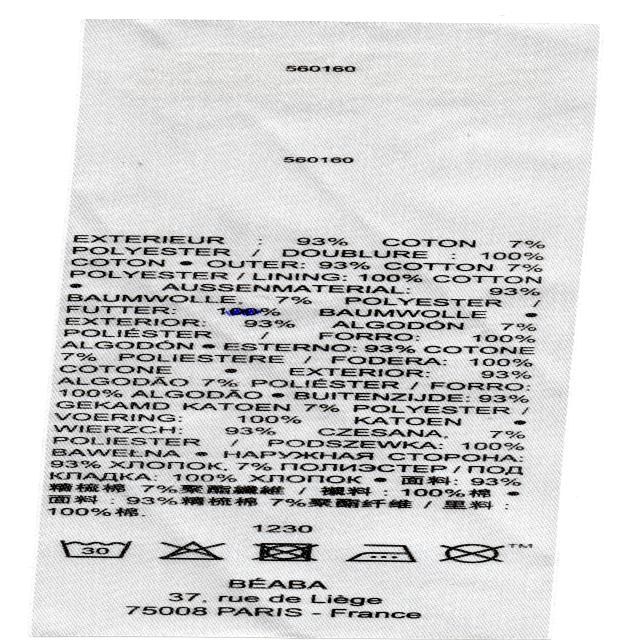 560160
560160
EXTERIEUR : 93% COTON 7%
POLYESTER / DOUBLURE : 100%
COTON • OUTER: 93% COTTON 7%
POLYESTER / LINING: 100% COTTON
• AUSSENMATERIAL: 93%
BAUMWOLLE, 7% POLYESTER /
FUTTER: 100% BAUMWOLLE •
EXTERIOR: 93% ALGODÓN 7%
POLIÉSTER / FORRO: 100%
ALGODÓN • ESTERNO: 93% COTONE
7% POLIESTERE / FODERA: 100%
COTONE • EXTERIOR: 93%
ALGODÃO 7% POLIÉSTER / FORRO:
100% ALGODÃO • BUITENZIJDE: 93%
GEKAMD KATOEN 7% POLYESTER /
VOERING: 100% KATOEN •
WIERZCH: 93% CZESANA, 7%
POLIESTER / PODSZEWKA: 100%
BAWEŁNA • НАРУЖНАЯ СТОРОНА:
93% ХЛОПОК, 7% ПОЛИЭСТЕР / ПОД
КЛАДКА: 100% ХЛОПОК • 面料: 93%
精梳棉 7%聚酯纖維 / 襯料 : 100%棉 •
面料 : 93%精梳棉 7%聚酯纤维 / 里料 :
100%棉.
1230
30
TM
BÉABA
37, rue de Liège
75008 PARIS - France